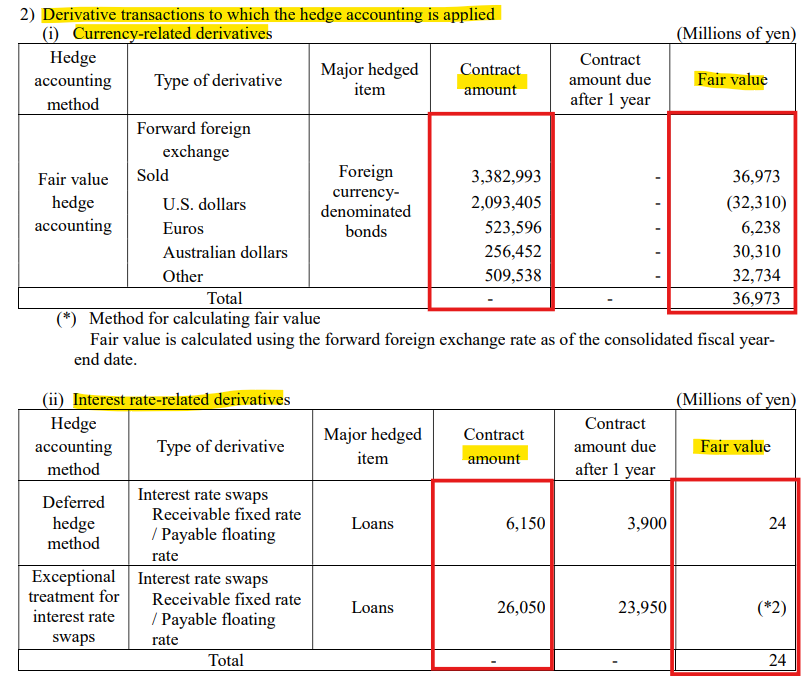 2) Derivative transactions to which the hedge accounting is applied
(i) Currency-related derivatives (Millions of yen)
Hedge accounting method Type of derivative Major hedged item Contract amount Contract amount due after 1 year Fair value
Fair value hedge accounting Forward foreign exchange Foreign currency-denominated bonds
Sold 3,382,993 - 36,973
U.S. dollars 2,093,405 - (32,310)
Euros 523,596 - 6,238
Australian dollars 256,452 - 30,310
Other 509,538 - 32,734
Total - - 36,973
(*) Method for calculating fair value
Fair value is calculated using the forward foreign exchange rate as of the consolidated fiscal year-
end date.
(ii) Interest rate-related derivatives (Millions of yen)
Hedge accounting method Type of derivative Major hedged item Contract amount Contract amount due after 1 year Fair value
Deferred hedge method Interest rate swaps Receivable fixed rate / Payable floating rate Loans 6,150 3,900 24
Exceptional treatment for interest rate swaps Interest rate swaps Receivable fixed rate / Payable floating rate Loans 26,050 23,950 (*2)
Total - - 24